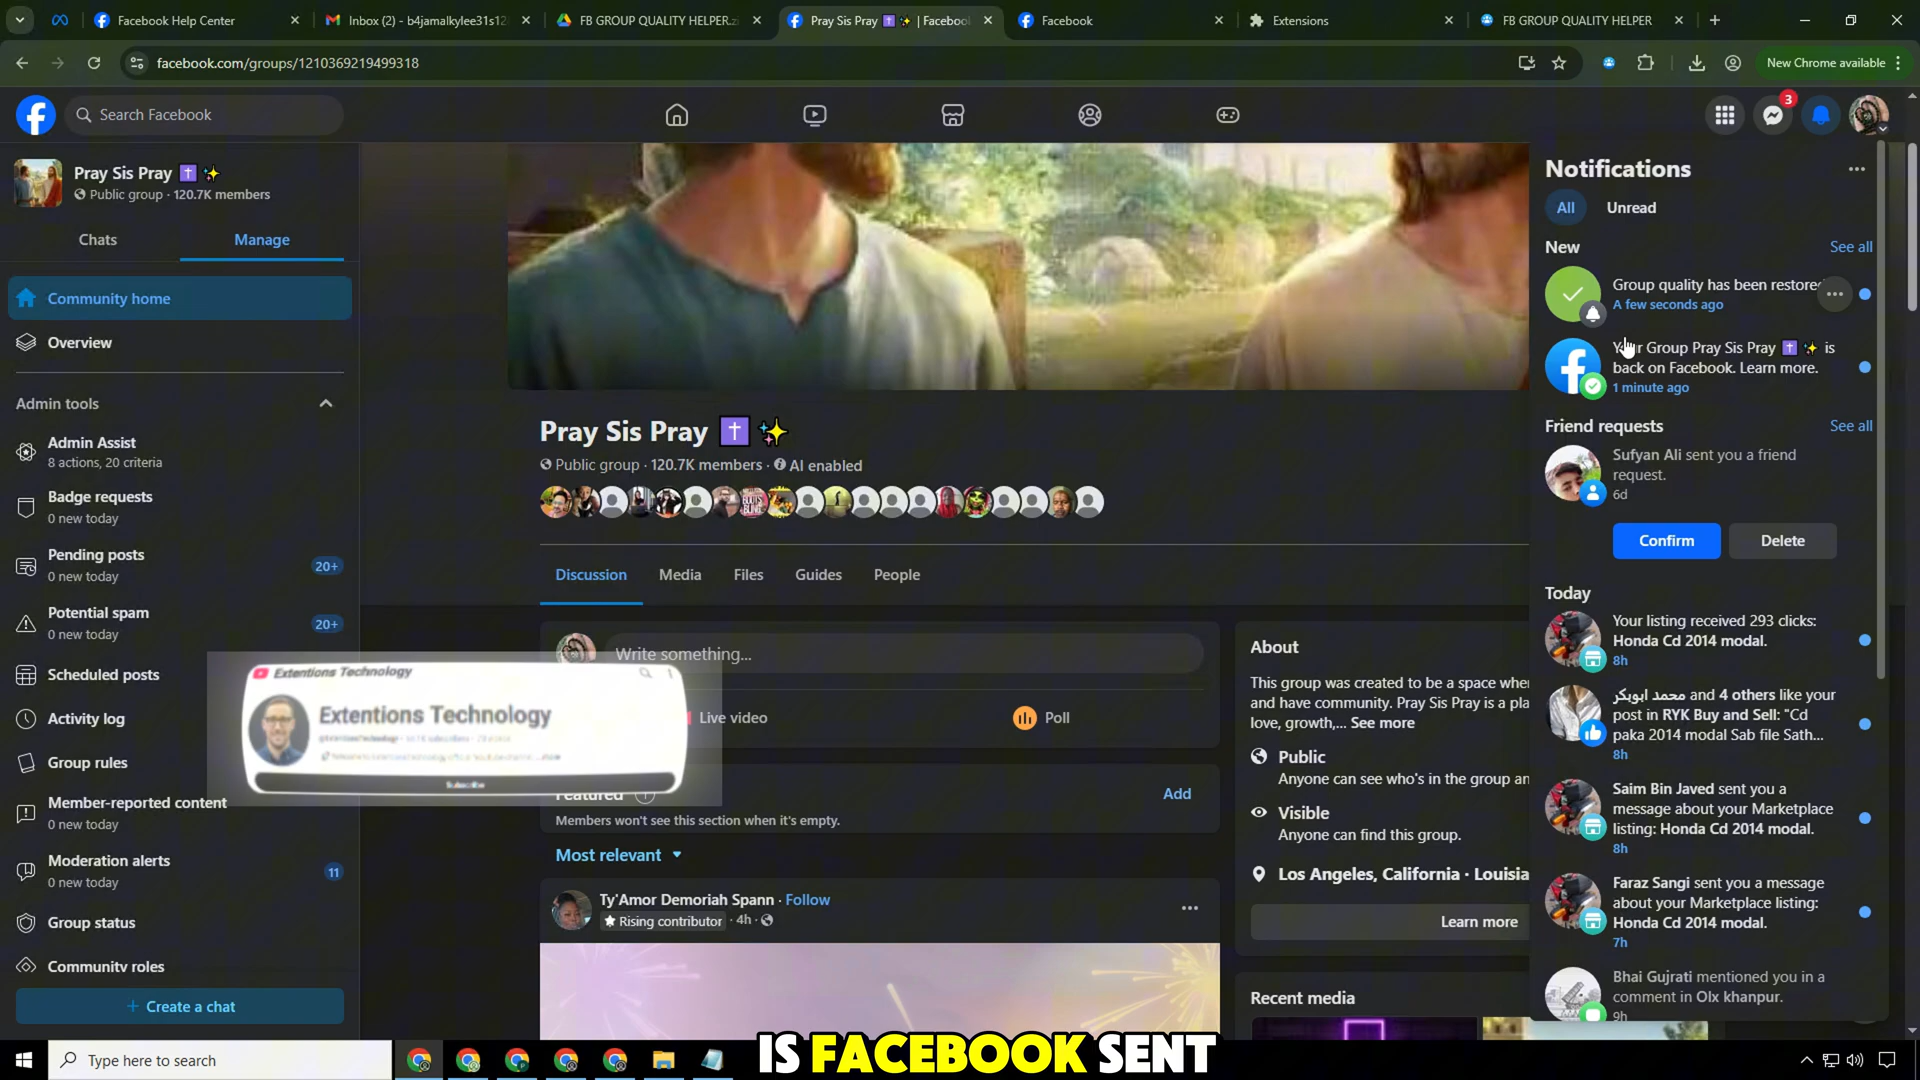 Facebook Help Center
Inbox (2) - b4jamalkylee31s12
FB GROUP QUALITY HELPER.zi
Pray Sis Pray ✝️ ✨ | Facebook
Facebook
Extensions
FB GROUP QUALITY HELPER
facebook.com/groups/1210369219499318
New Chrome available
Search Facebook
3
Pray Sis Pray ✝️ ✨
Public group · 120.7K members
Chats
Manage
Community home
Overview
Admin tools
Admin Assist
8 actions, 20 criteria
Badge requests
0 new today
Pending posts
0 new today
20+
Potential spam
0 new today
20+
Scheduled posts
Activity log
Group rules
Member-reported content
0 new today
Moderation alerts
0 new today
11
Group status
Community roles
+ Create a chat
Extentions Technology
Extentions Technology
Subscribe
Pray Sis Pray ✝️ ✨
Public group · 120.7K members · AI enabled
Discussion
Media
Files
Guides
People
Write something...
Live video
Poll
Featured
Add
Members won't see this section when it's empty.
Most relevant
Ty'Amor Demoriah Spann · Follow
Rising contributor · 4h ·
About
This group was created to be a space wher
and have community. Pray Sis Pray is a pla
love, growth,... See more
Public
Anyone can see who's in the group an
Visible
Anyone can find this group.
Los Angeles, California · Louisia
Learn more
Recent media
Notifications
All
Unread
New
See all
Group quality has been restore
A few seconds ago
Your Group Pray Sis Pray ✝️ ✨ is
back on Facebook. Learn more.
1 minute ago
Friend requests
See all
Sufyan Ali sent you a friend
request.
6d
Confirm
Delete
Today
Your listing received 293 clicks:
Honda Cd 2014 modal.
8h
محمد ابوبکر and 4 others like your
post in RYK Buy and Sell: "Cd
paka 2014 modal Sab file Sath...
8h
Saim Bin Javed sent you a
message about your Marketplace
listing: Honda Cd 2014 modal.
8h
Faraz Sangi sent you a message
about your Marketplace listing:
Honda Cd 2014 modal.
7h
Bhai Gujrati mentioned you in a
comment in Olx khanpur.
9h
IS FACEBOOK SENT
Type here to search